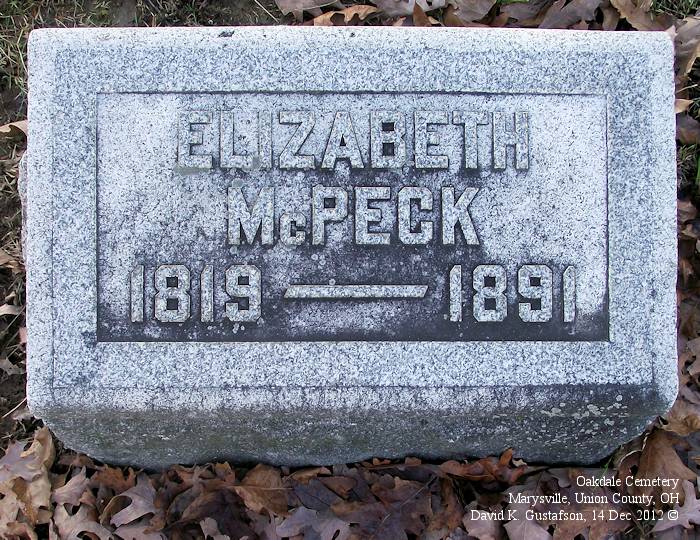 ELIZABETH
McPECK
1819 — 1891
Oakdale Cemetery
Marysville, Union County, OH
David K. Gustafson, 14 Dec 2012 ©